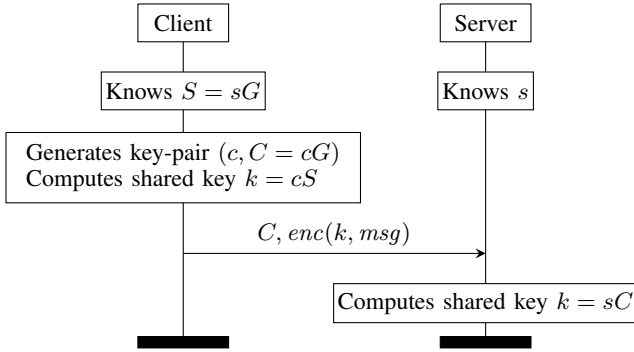 Client
Server
Knows S = sG
Knows s
Generates key-pair (c, C = cG)
Computes shared key k = cS
C, enc(k, msg)
Computes shared key k = sC